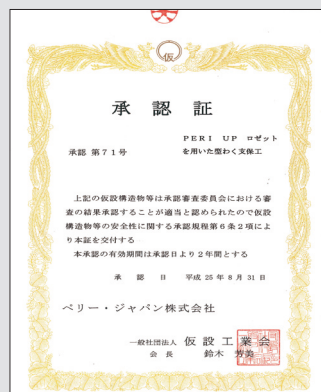 仮
承認証
PERI UP ロゼット
承認 第71号
を用いた型わく支保工
上記の仮設構造物等は承認審査委員会における審
査の結果承認することが適当と認められたので仮設
構造物等の安全性に関する承認規程第6条2項によ
り本証を交付する
本承認の有効期間は承認日より2年間とする
承認日 平成25年8月31日
ペリー・ジャパン株式会社
一般社団法人 仮設工業会
会長 鈴木芳美